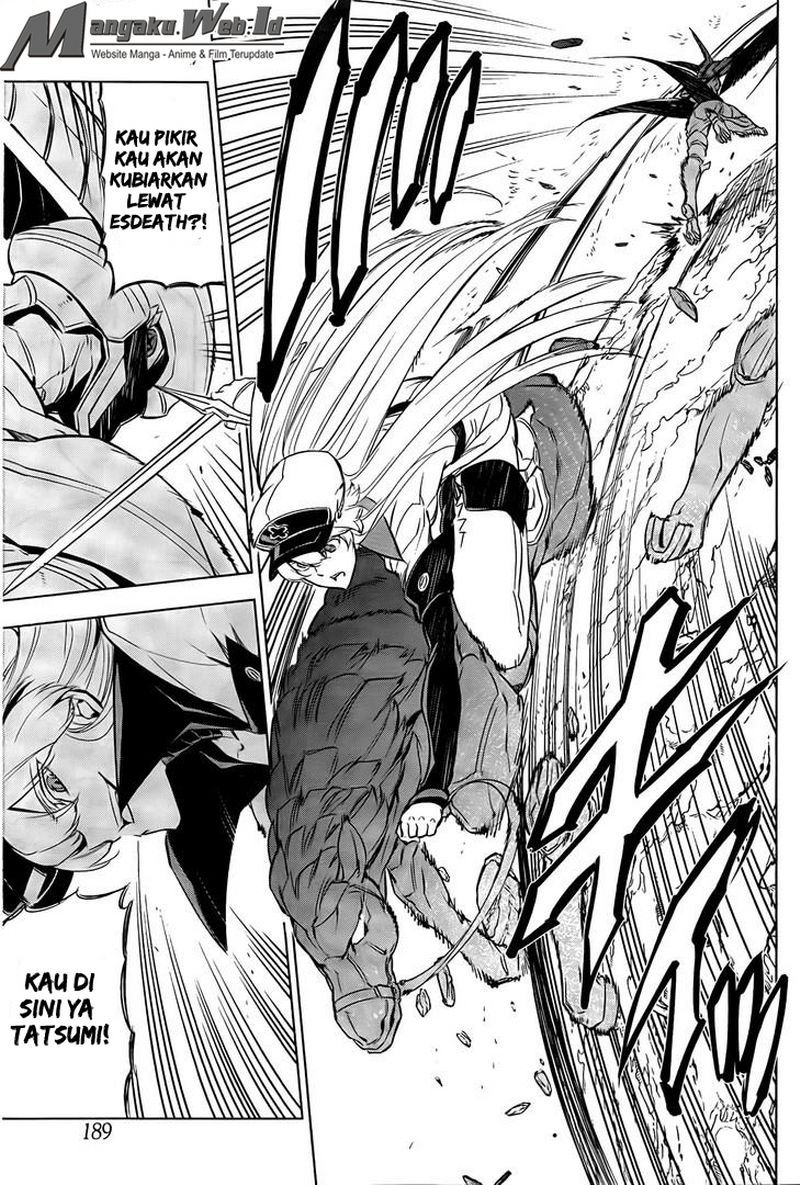 Mangaku.Web.Id
Website Manga - Anime & Film Terupdate
KAU PIKIR
KAU AKAN
KUBIARKAN
LEWAT
ESDEATH?!
KAU DI
SINI YA
TATSUMI!
189